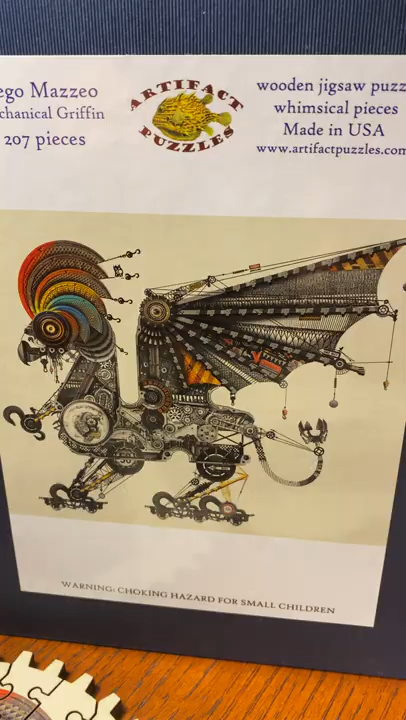 ego Mazzeo
chanical Griffin
207 pieces
ARTIFACT
PUZZLES
wooden jigsaw puzz
whimsical pieces
Made in USA
www.artifactpuzzles.com
WARNING: CHOKING HAZARD FOR SMALL CHILDREN